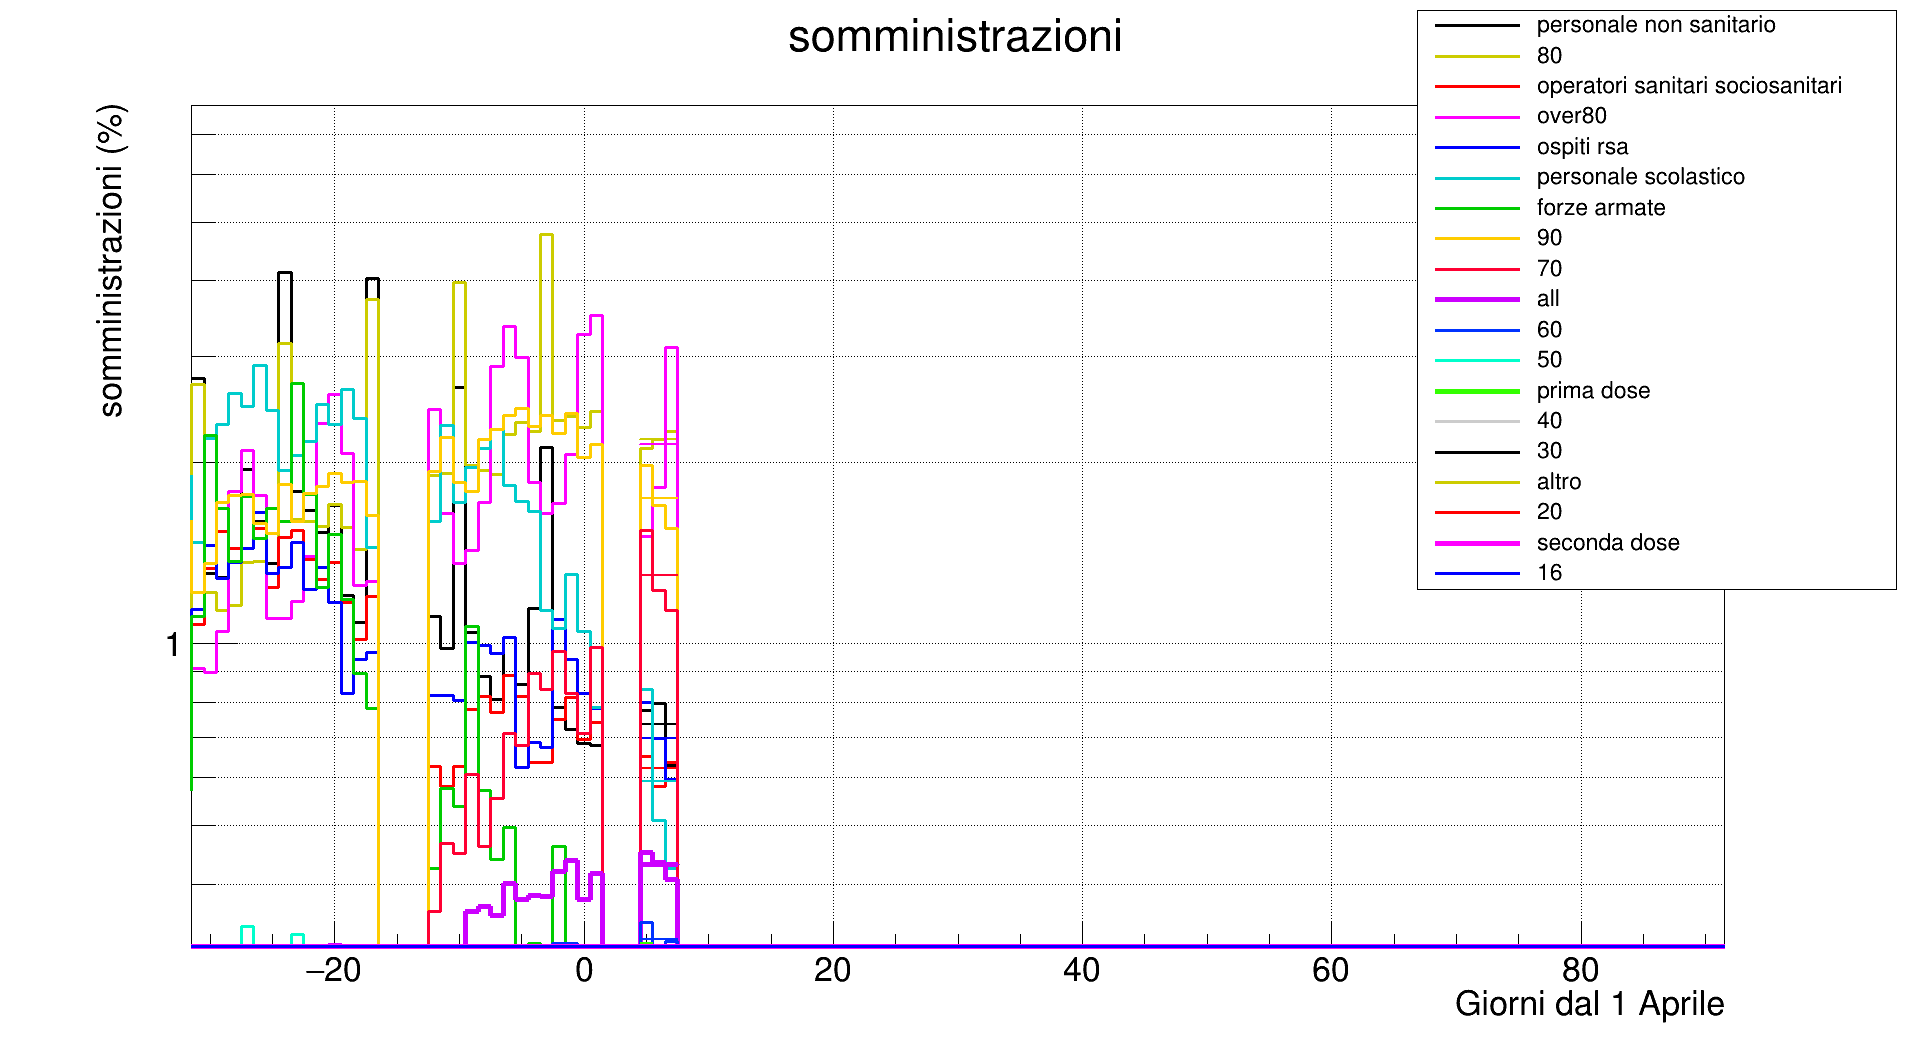 somministrazioni
somministrazioni (%)
personale non sanitario
80
operatori sanitari sociosanitari
over80
ospiti rsa
personale scolastico
forze armate
90
70
all
60
50
prima dose
40
30
altro
20
seconda dose
16
1
−20 0 20 40 60 80
Giorni dal 1 Aprile